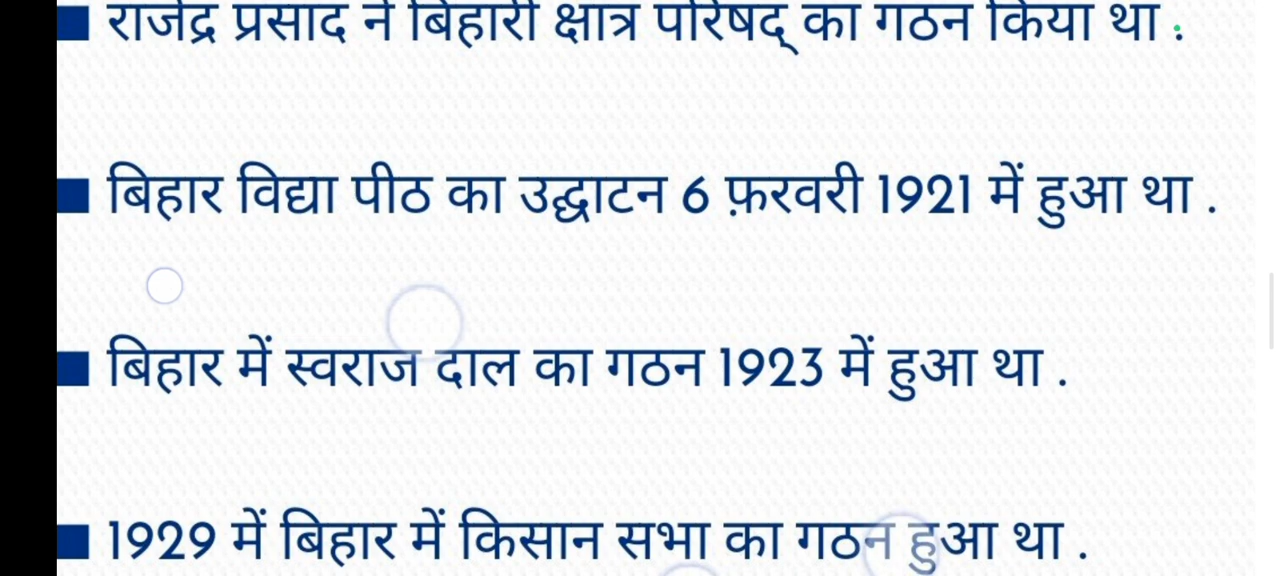 ■ राजेंद्र प्रसाद ने बिहारी क्षात्र परिषद् का गठन किया था .
■ बिहार विद्या पीठ का उद्घाटन 6 फ़रवरी 1921 में हुआ था .
■ बिहार में स्वराज दाल का गठन 1923 में हुआ था .
■ 1929 में बिहार में किसान सभा का गठन हुआ था .